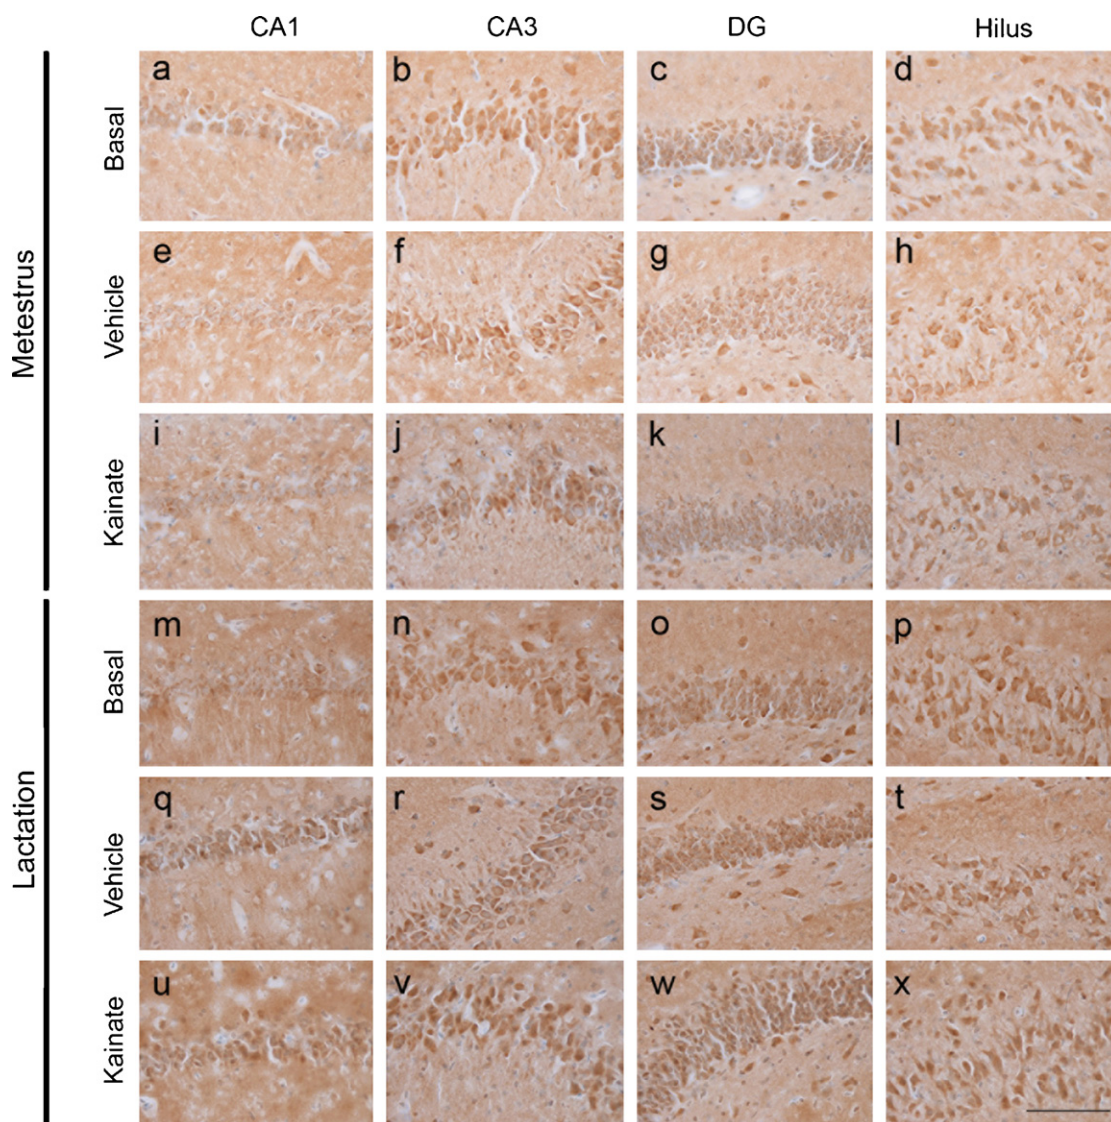 CA1 CA3 DG Hilus
Metestrus
Basal
a b c d
Vehicle
e f g h
Kainate
i j k l
Lactation
Basal
m n o p
Vehicle
q r s t
Kainate
u v w x